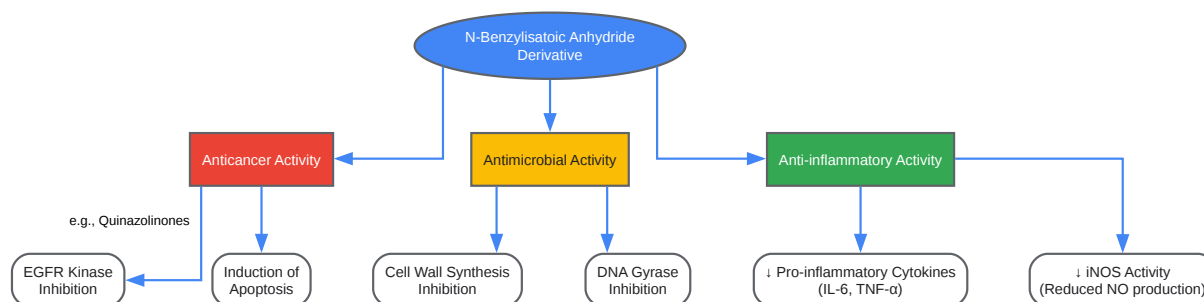 N-Benzylisatoic Anhydride
Derivative
Anticancer Activity
Antimicrobial Activity
Anti-inflammatory Activity
e.g., Quinazolinones
EGFR Kinase
Inhibition
Induction of
Apoptosis
Cell Wall Synthesis
Inhibition
DNA Gyrase
Inhibition
↓ Pro-inflammatory Cytokines
(IL-6, TNF-α)
↓ iNOS Activity
(Reduced NO production)